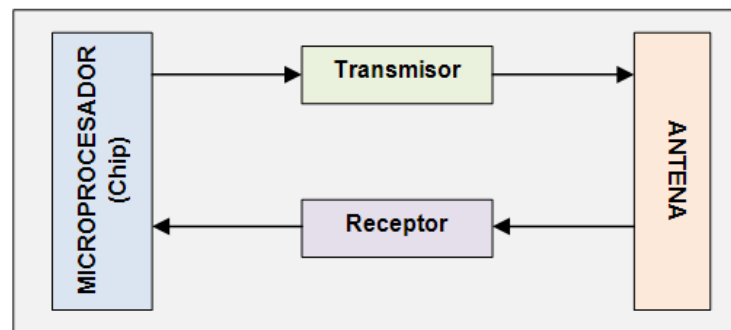 MICROPROCESADOR
(Chip)
Transmisor
Receptor
ANTENA